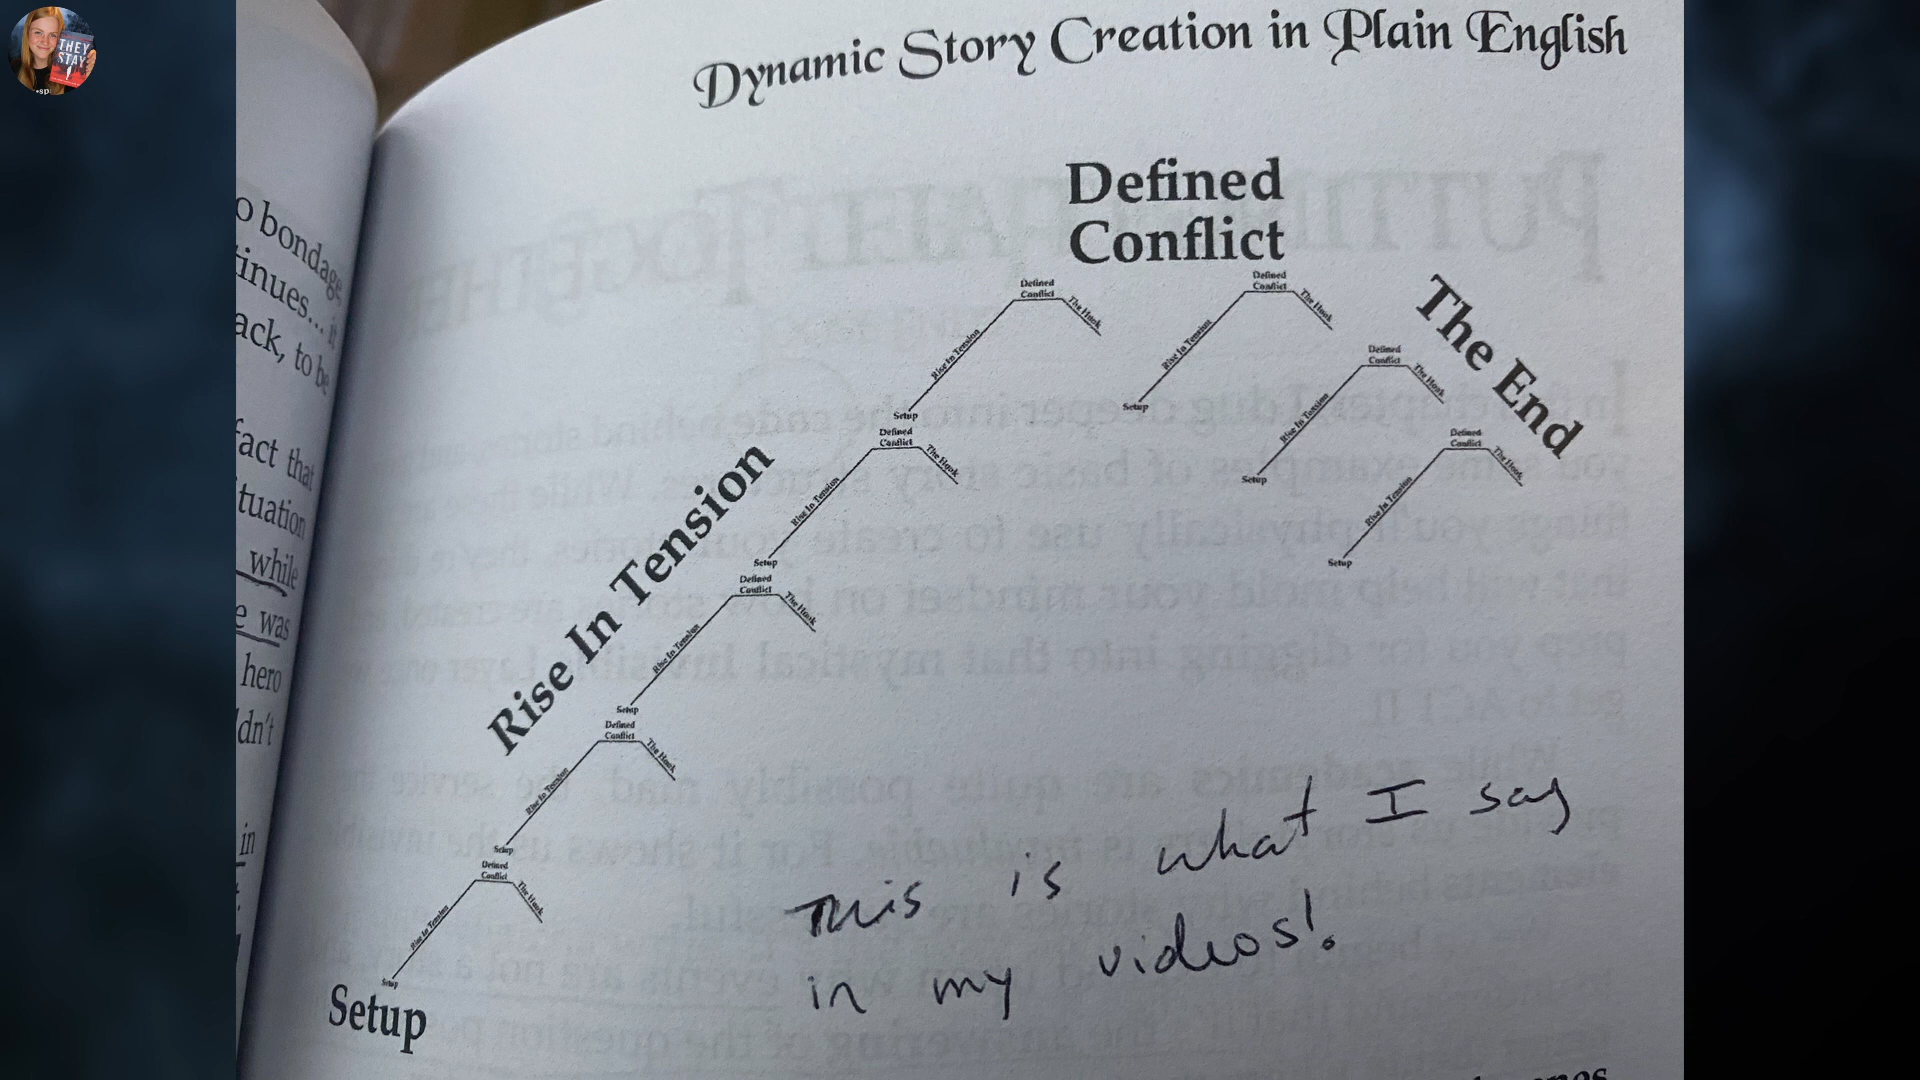 THEY
STAY
Dynamic Story Creation in Plain English
o bondage,
tinues... it
ack, to be
fact that
tuation
while
e was
hero
dn't
in
Defined
Conflict
The End
Rise In Tension
Setup
Defined
Conflict
The Hook
Rise In Tension
Setup
Defined
Conflict
The Hook
Rise In Tension
Setup
Defined
Conflict
The Hook
Rise In Tension
Setup
Defined
Conflict
The Hook
Rise In Tension
Setup
Defined
Conflict
The Hook
Rise In Tension
Setup
Defined
Conflict
The Hook
Rise In Tension
Setup
Defined
Conflict
The Hook
Rise In Tension
Setup
Defined
Conflict
The Hook
Rise In Tension
Setup
This is what I say
in my videos!